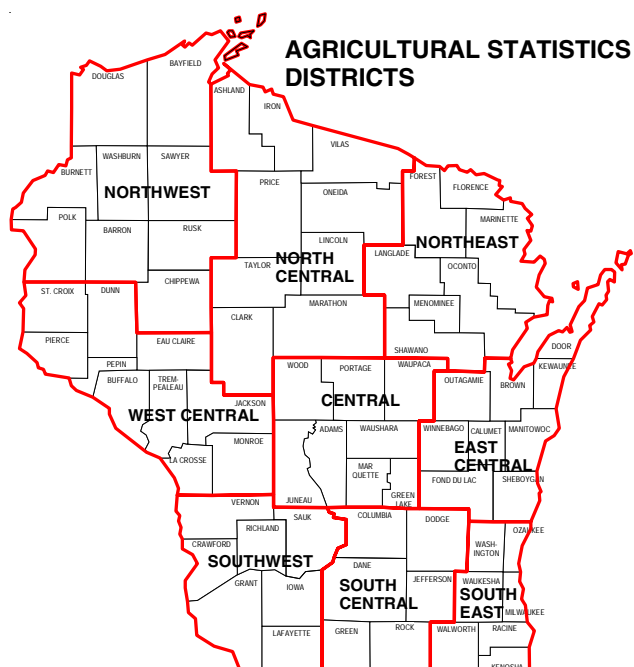 AGRICULTURAL STATISTICS
DISTRICTS
BAYFIELD
DOUGLAS
ASHLAND
IRON
VILAS
WASHBURN
SAWYER
BURNETT
PRICE
FOREST
FLORENCE
NORTHWEST
ONEIDA
POLK
BARRON
RUSK
MARINETTE
LINCOLN
NORTHEAST
LANGLADE
NORTH
CENTRAL
TAYLOR
OCONTO
CHIPPEWA
ST. CROIX
DUNN
MARATHON
MENOMINEE
CLARK
PIERCE
EAU CLAIRE
DOOR
SHAWANO
PEPIN
WOOD
PORTAGE
WAUPACA
KEWAUNE
BUFFALO
TREM-
PEALEAU
OUTAGAMIE
BROWN
JACKSON
CENTRAL
WEST CENTRAL
ADAMS
WAUSHARA
WINNEBAGO
CALUMET
MANITOWOC
MONROE
EAST
CENTRAL
LA CROSSE
MAR
QUETTE
FOND DU LAC
SHEBOYGAN
VERNON
JUNEAU
GREEN
LAKE
SAUK
COLUMBIA
DODGE
RICHLAND
OZAUKEE
CRAWFORD
WASH-
INGTON
SOUTHWEST
DANE
GRANT
IOWA
JEFFERSON
WAUKESHA
SOUTH
CENTRAL
SOUTH
EAST
MILWAUKEE
LAFAYETTE
GREEN
ROCK
WALWORTH
RACINE
KENOSHA